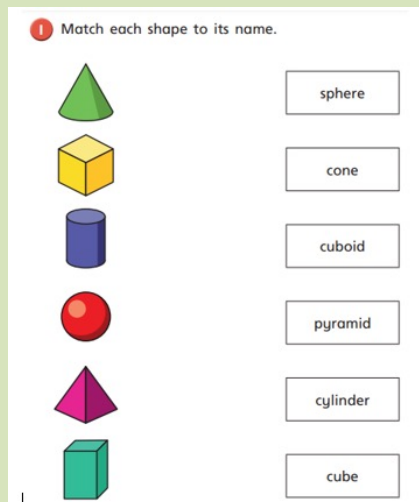 1 Match each shape to its name.
sphere
cone
cuboid
pyramid
cylinder
cube